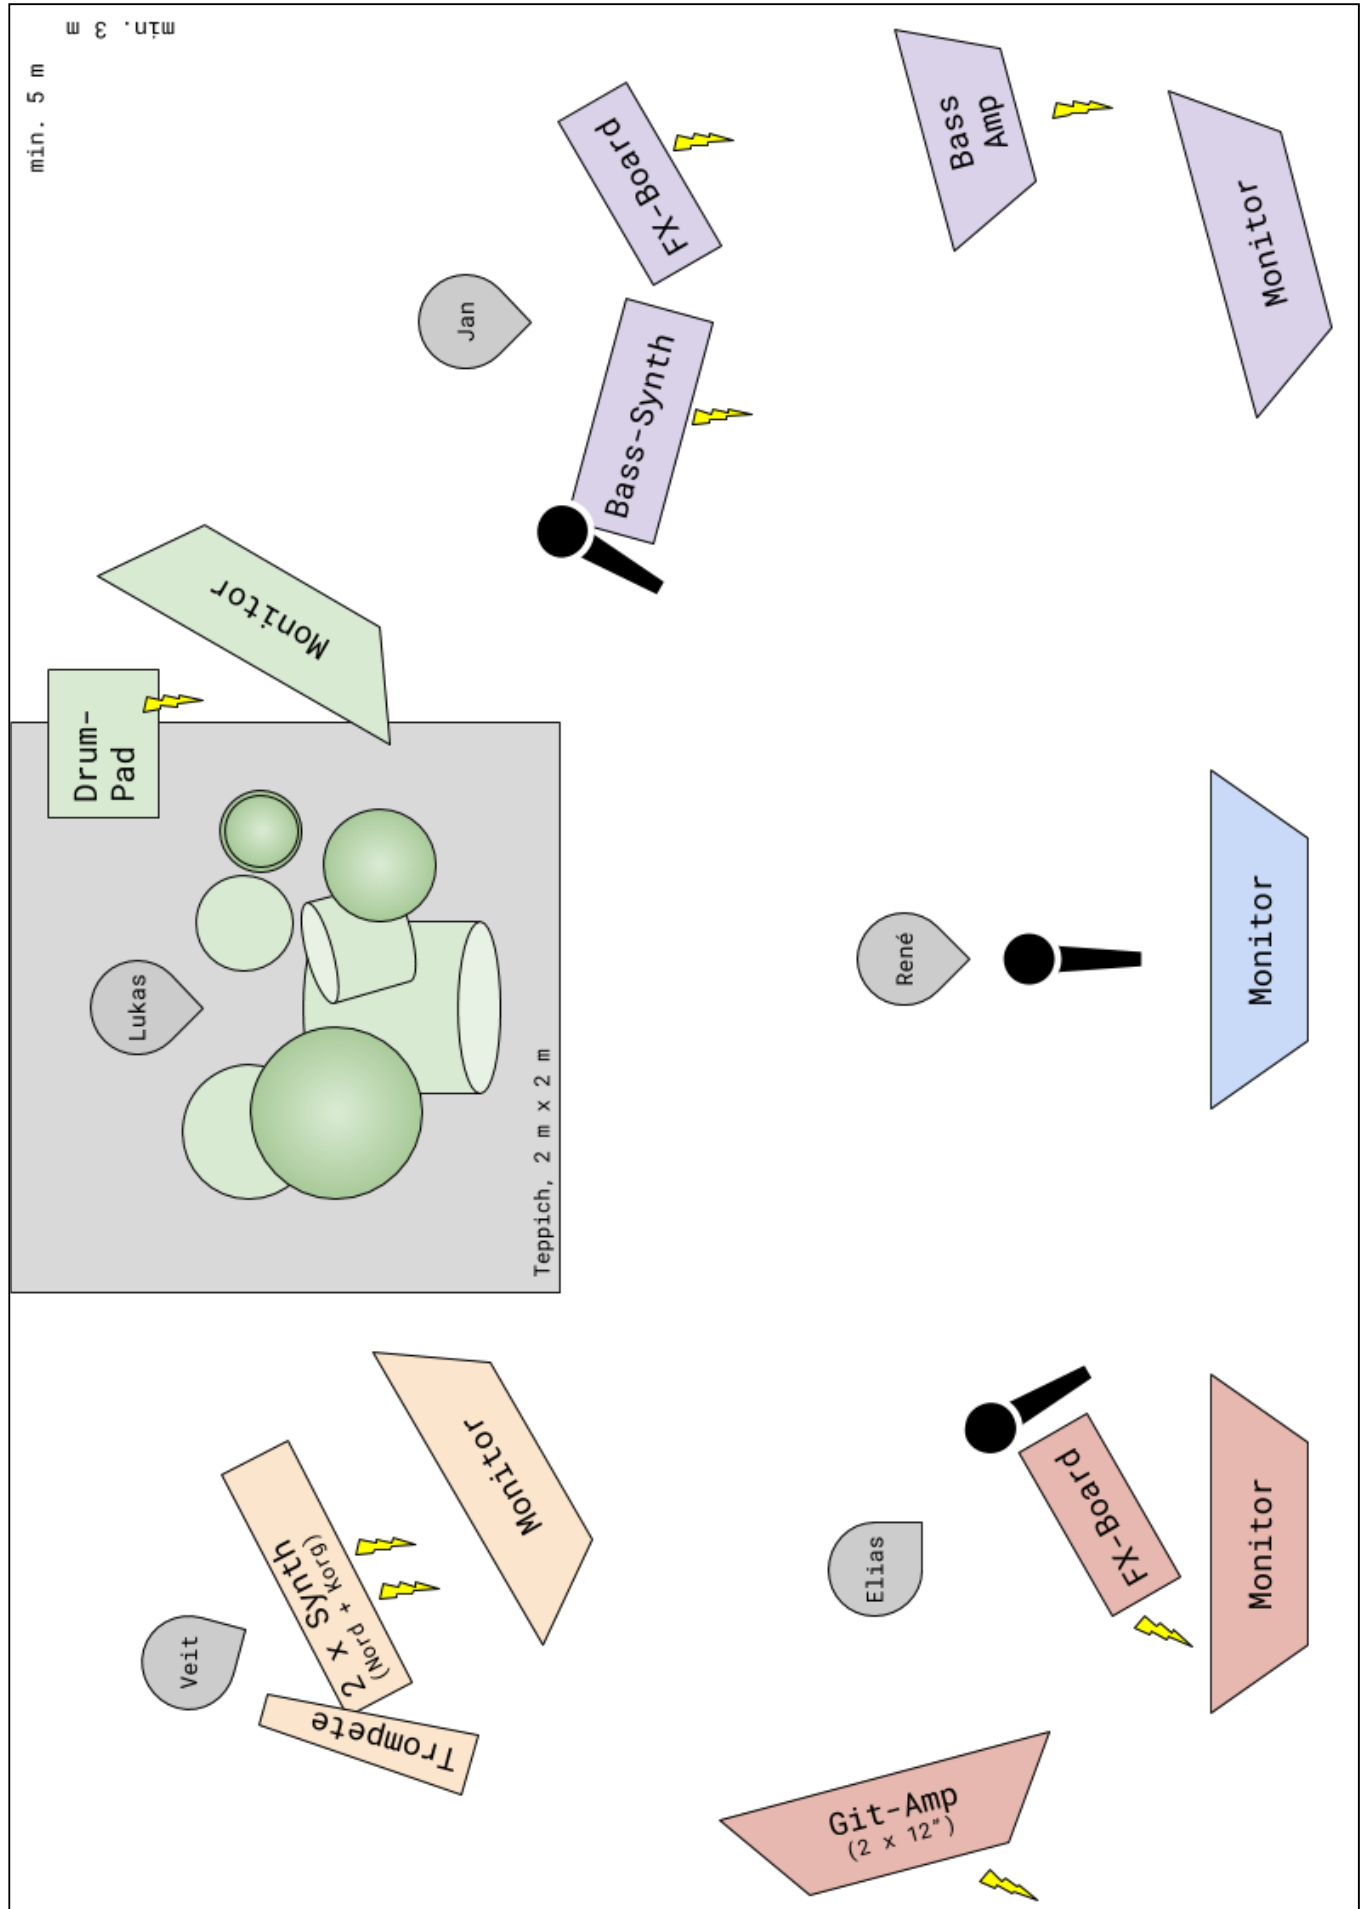 min. 3 m
min. 5 m
FX-Board
Bass
Amp
Monitor
Jan
Bass-Synth
Monitor
Drum-
Pad
Lukas
René
Monitor
Teppich, 2 m x 2 m
Monitor
2 x Synth
(Nord + Korg)
Veit
Trompete
FX-Board
Elias
Monitor
Git-Amp
(2 x 12")